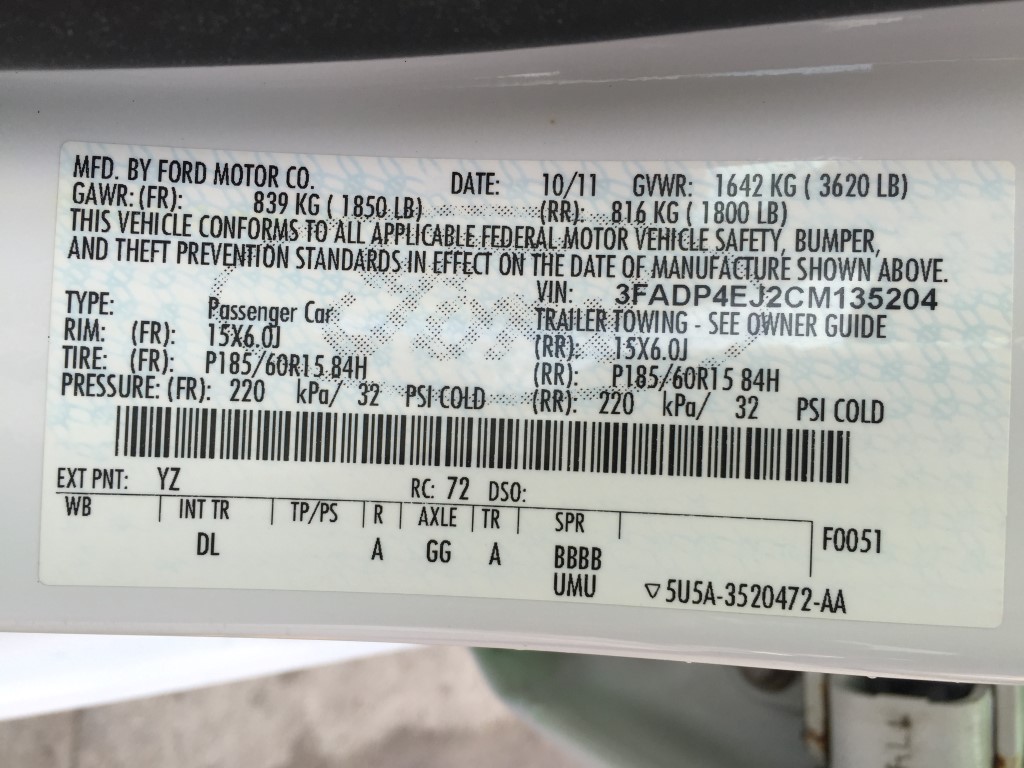 MFD. BY FORD MOTOR CO. DATE: 10/11 GVWR: 1642 KG ( 3620 LB)
GAWR: (FR): 839 KG ( 1850 LB) (RR): 816 KG ( 1800 LB)
THIS VEHICLE CONFORMS TO ALL APPLICABLE FEDERAL MOTOR VEHICLE SAFETY, BUMPER,
AND THEFT PREVENTION STANDARDS IN EFFECT ON THE DATE OF MANUFACTURE SHOWN ABOVE.
VIN: 3FADP4EJ2CM135204
TYPE: Passenger Car TRAILER TOWING - SEE OWNER GUIDE
RIM: (FR): 15X6.0J (RR): 15X6.0J
TIRE: (FR): P185/60R15 84H (RR): P185/60R15 84H
PRESSURE: (FR): 220 kPa/ 32 PSI COLD (RR): 220 kPa/ 32 PSI COLD
EXT PNT: YZ RC: 72 DSO:
WB INT TR TP/PS R AXLE TR SPR F0051
DL A GG A BBBB
UMU ▽5U5A-3520472-AA